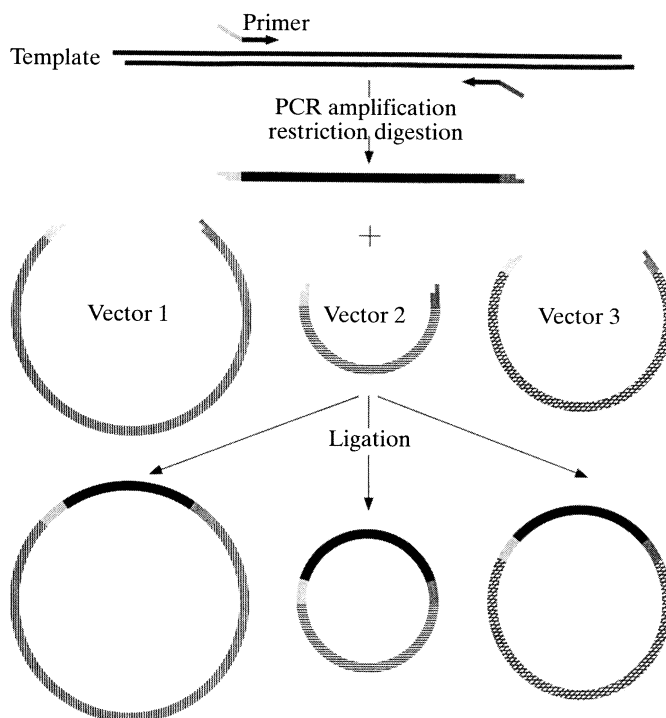 Primer
Template
PCR amplification
restriction digestion
+
Vector 1
Vector 2
Vector 3
Ligation